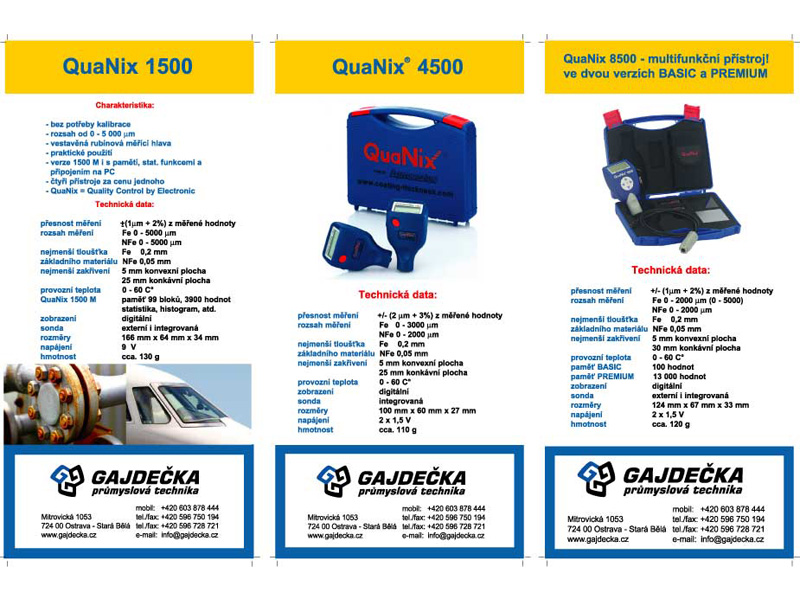 QuaNix 1500
Charakteristika:
- bez potřeby kalibrace
- rozsah od 0 - 5 000 µm
- vestavěná rubínová měřící hlava
- praktické použití
- verze 1500 M i s paměti, stat. funkcemi a
připojením na PC
- čtyři přístroje za cenu jednoho
- QuaNix = Quality Control by Electronic
Technická data:
přesnost měření ±(1µm + 2%) z měřené hodnoty
rozsah měření Fe 0 - 5000 µm
NFe 0 - 5000 µm
nejmenší tloušťka Fe 0,2 mm
základního materiálu NFe 0,05 mm
nejmenší zakřivení 5 mm konvexní plocha
25 mm konkávní plocha
provozní teplota 0 - 60 C°
QuaNix 1500 M paměť 99 bloků, 3900 hodnot
statistika, histogram, atd.
zobrazení digitální
sonda externí i integrovaná
rozměry 166 mm x 64 mm x 34 mm
napájení 9 V
hmotnost cca. 130 g
GAJDEČKA
průmyslová technika
Mitrovická 1053
724 00 Ostrava - Stará Bělá
www.gajdecka.cz
mobil: +420 603 878 444
tel./fax: +420 596 750 194
tel./fax: +420 596 728 721
e-mail: info@gajdecka.cz
QuaNix® 4500
QuaNix
www.coating-thickness.com
Technická data:
přesnost měření +/- (2 µm + 3%) z měřené hodnoty
rozsah měření Fe 0 - 3000 µm
NFe 0 - 2000 µm
nejmenší tloušťka Fe 0,2 mm
základního materiálu NFe 0,05 mm
nejmenší zakřivení 5 mm konvexní plocha
25 mm konkávní plocha
provozní teplota 0 - 60 C°
zobrazení digitální
sonda integrovaná
rozměry 100 mm x 60 mm x 27 mm
napájení 2 x 1,5 V
hmotnost cca. 110 g
GAJDEČKA
průmyslová technika
Mitrovická 1053
724 00 Ostrava - Stará Bělá
www.gajdecka.cz
mobil: +420 603 878 444
tel./fax: +420 596 750 194
tel./fax: +420 596 728 721
e-mail: info@gajdecka.cz
QuaNix 8500 - multifunkční přístroj!
ve dvou verzích BASIC a PREMIUM
QuaNix
Technická data:
přesnost měření +/- (1µm + 2%) z měřené hodnoty
rozsah měření Fe 0 - 2000 µm (0 - 5000)
NFe 0 - 2000 µm
nejmenší tloušťka Fe 0,2 mm
základního materiálu NFe 0,05 mm
nejmenší zakřivení 5 mm konvexní plocha
30 mm konkávní plocha
provozní teplota 0 - 60 C°
paměť BASIC 100 hodnot
paměť PREMIUM 13 000 hodnot
zobrazení digitální
sonda externí i integrovaná
rozměry 124 mm x 67 mm x 33 mm
napájení 2 x 1,5 V
hmotnost cca. 120 g
GAJDEČKA
průmyslová technika
Mitrovická 1053
724 00 Ostrava - Stará Bělá
www.gajdecka.cz
mobil: +420 603 878 444
tel./fax: +420 596 750 194
tel./fax: +420 596 728 721
e-mail: info@gajdecka.cz